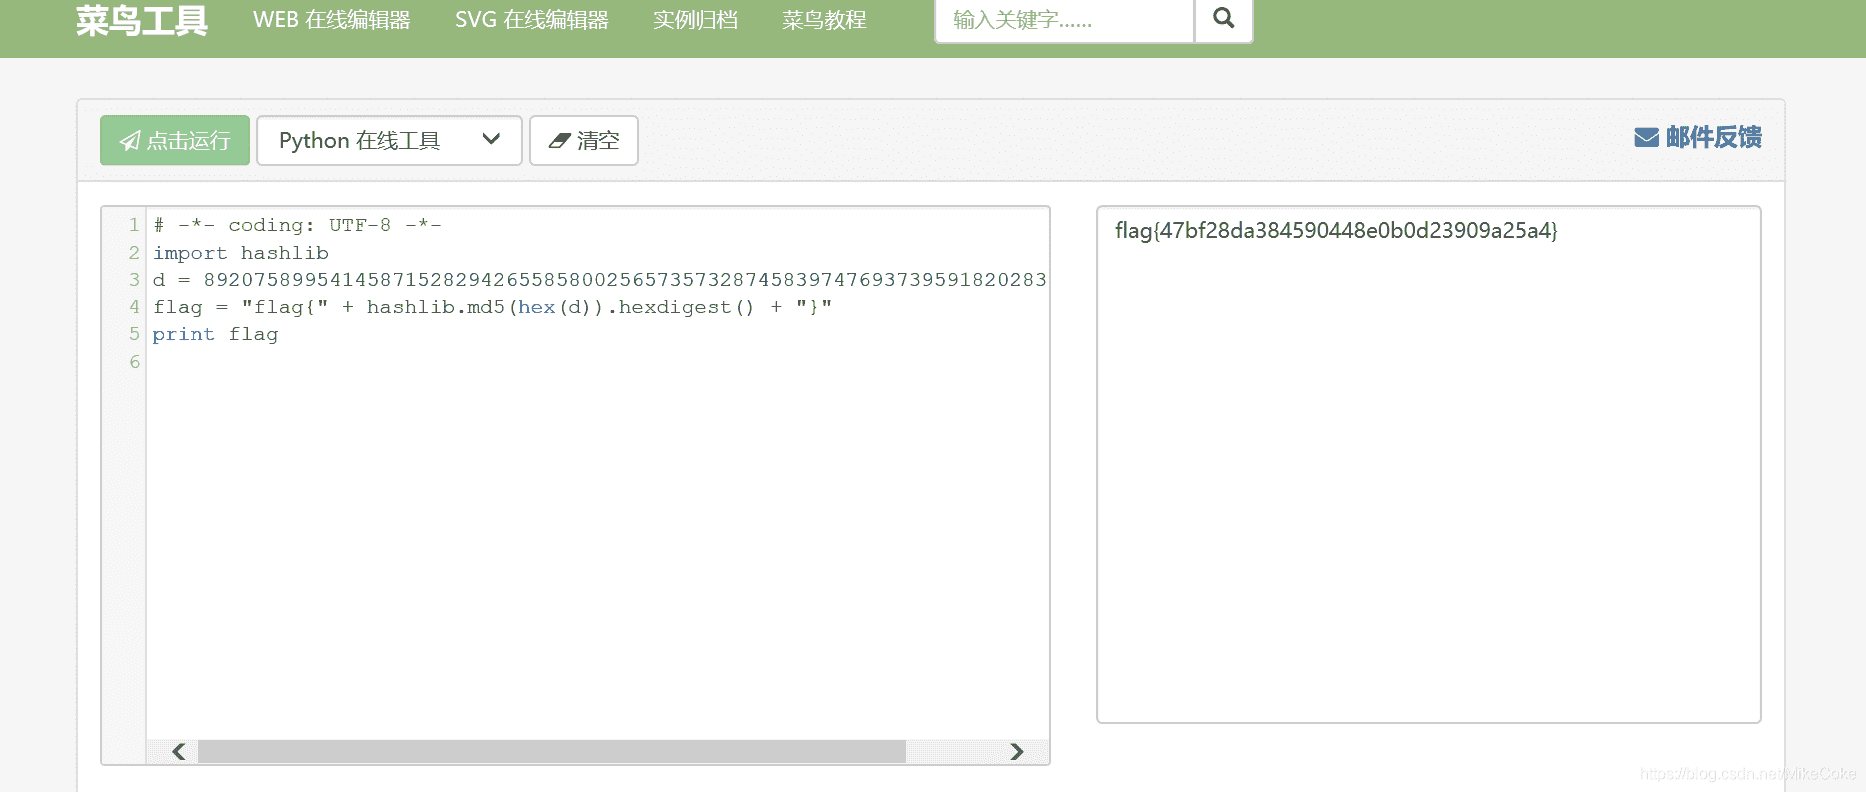 菜鸟工具 WEB 在线编辑器 SVG 在线编辑器 实例归档 菜鸟教程 输入关键字......
点击运行 Python 在线工具 清空 邮件反馈
1 # -*- coding: UTF-8 -*-
2 import hashlib
3 d = 8920758995414587152829426558580025657357328745839747693739591820283
4 flag = "flag{" + hashlib.md5(hex(d)).hexdigest() + "}"
5 print flag
6
flag{47bf28da384590448e0b0d23909a25a4}
https://blog.csdn.net/MikeCoke